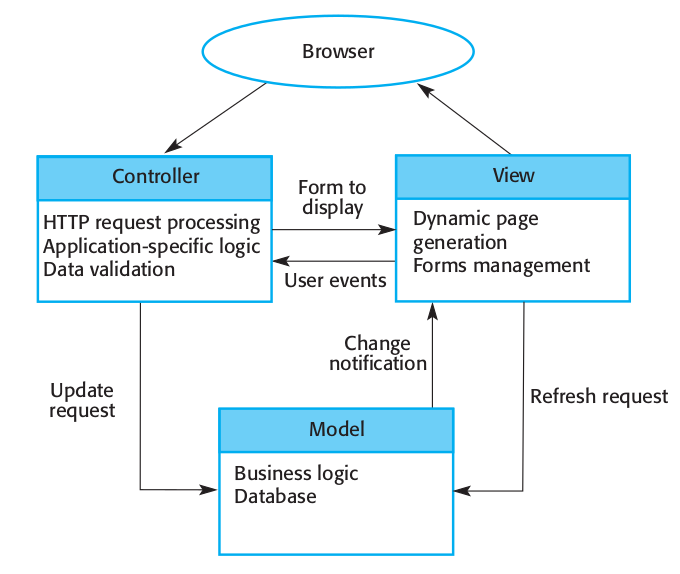 Browser
Controller
HTTP request processing
Application-specific logic
Data validation
Form to
display
User events
View
Dynamic page
generation
Forms management
Update
request
Change
notification
Refresh request
Model
Business logic
Database